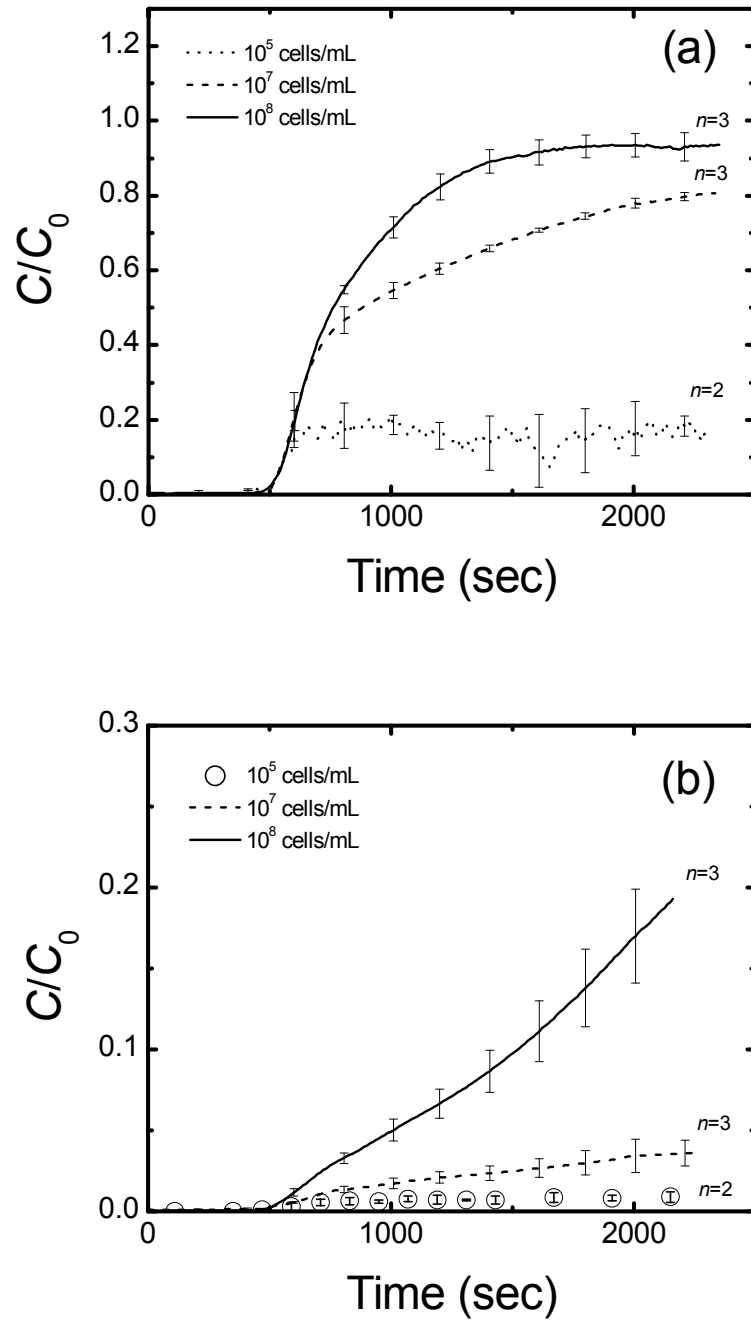 (a)
10⁵ cells/mL
10⁷ cells/mL
10⁸ cells/mL
1.2
1.0
0.8
0.6
0.4
0.2
0.0
C/C₀
n=3
n=3
n=2
0 1000 2000
Time (sec)
(b)
10⁵ cells/mL
10⁷ cells/mL
10⁸ cells/mL
0.3
0.2
0.1
0.0
C/C₀
n=3
n=3
n=2
0 1000 2000
Time (sec)